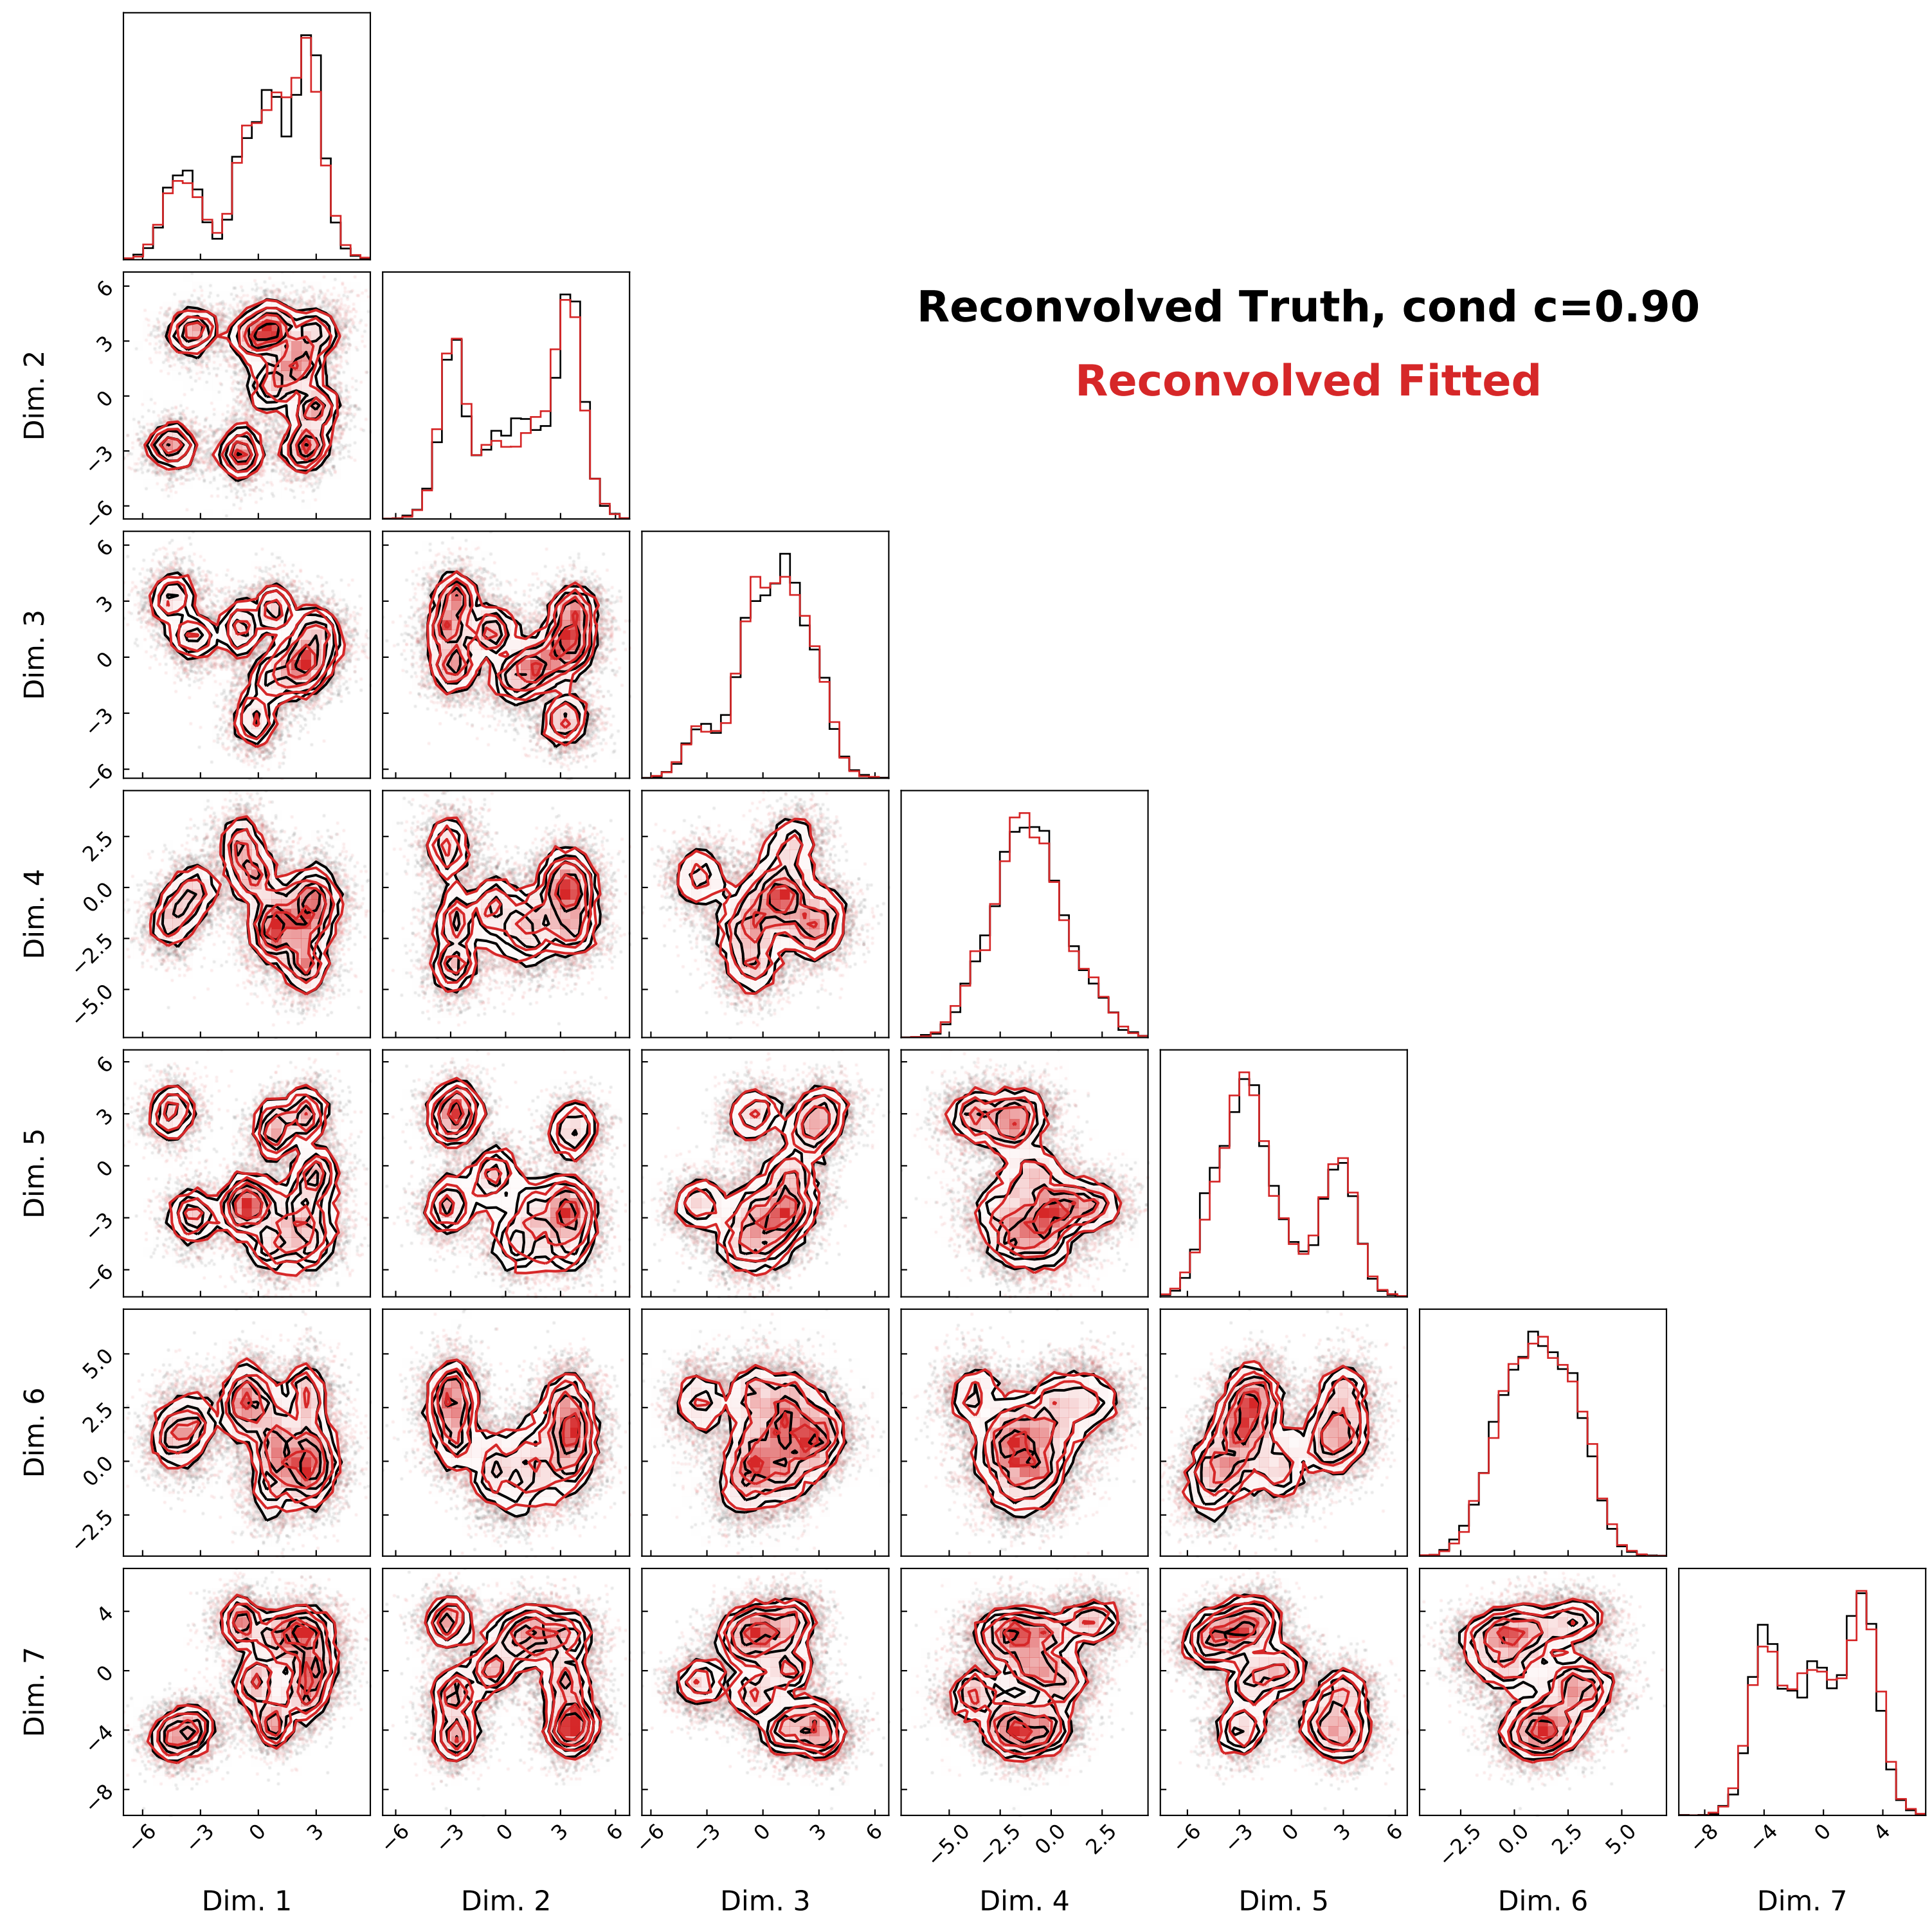 Reconvolved Truth, cond c=0.90
Reconvolved Fitted
6
3
0
−3
−6
Dim. 2
6
3
0
−3
−6
Dim. 3
2.5
0.0
−2.5
−5.0
Dim. 4
6
3
0
−3
−6
Dim. 5
5.0
2.5
0.0
−2.5
Dim. 6
4
0
−4
−8
Dim. 7
−6 −3 0 3 −6 −3 0 3 6 −6 −3 0 3 6 −5.0 −2.5 0.0 2.5 −6 −3 0 3 6 −2.5 0.0 2.5 5.0 −8 −4 0 4
Dim. 1 Dim. 2 Dim. 3 Dim. 4 Dim. 5 Dim. 6 Dim. 7